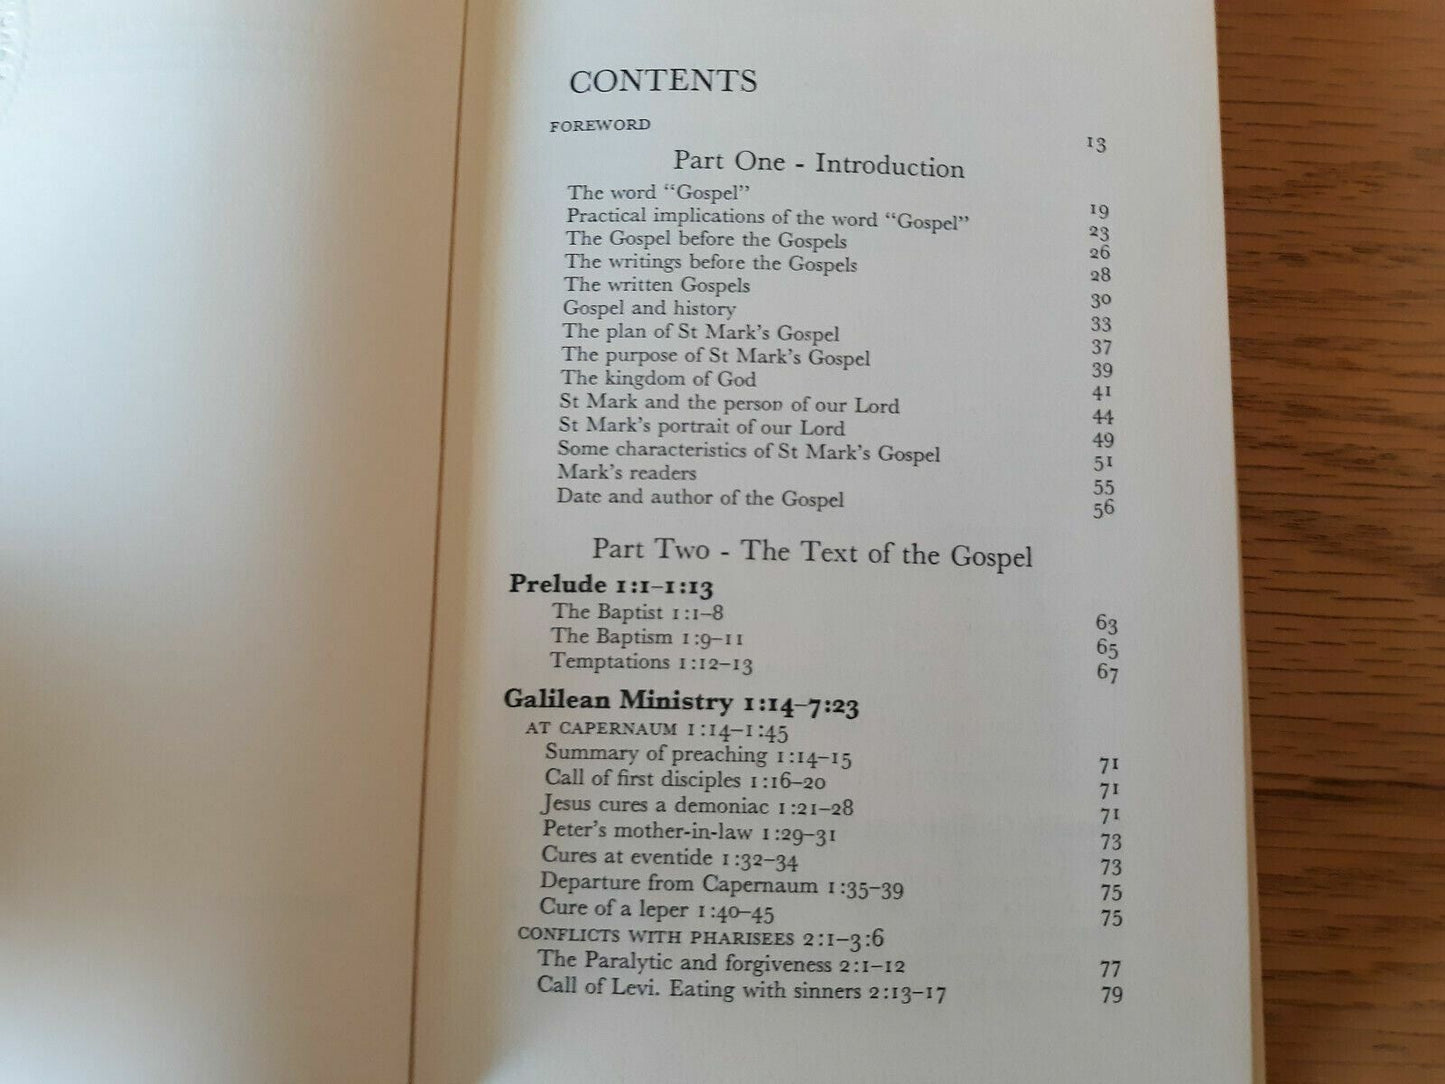 CONTENTS
FOREWORD 13
Part One - Introduction
The word “Gospel” 19
Practical implications of the word “Gospel” 23
The Gospel before the Gospels 26
The writings before the Gospels 28
The written Gospels 30
Gospel and history 33
The plan of St Mark’s Gospel 37
The purpose of St Mark’s Gospel 39
The kingdom of God 41
St Mark and the person of our Lord 44
St Mark’s portrait of our Lord 49
Some characteristics of St Mark’s Gospel 51
Mark’s readers 55
Date and author of the Gospel 56
Part Two - The Text of the Gospel
Prelude 1:1–1:13
The Baptist 1:1–8 63
The Baptism 1:9–11 65
Temptations 1:12–13 67
Galilean Ministry 1:14–7:23
AT CAPERNAUM 1:14–1:45
Summary of preaching 1:14–15 71
Call of first disciples 1:16–20 71
Jesus cures a demoniac 1:21–28 71
Peter’s mother-in-law 1:29–31 73
Cures at eventide 1:32–34 73
Departure from Capernaum 1:35–39 75
Cure of a leper 1:40–45 75
CONFLICTS WITH PHARISEES 2:1–3:6
The Paralytic and forgiveness 2:1–12 77
Call of Levi. Eating with sinners 2:13–17 79